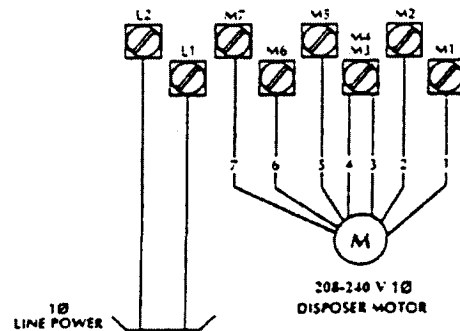 L2 M7 M5 M4 M2
L1 M6 M3 M1
7 6 5 4 3 2 1
M
208-240 V 1Ø
DISPOSER MOTOR
1Ø
LINE POWER